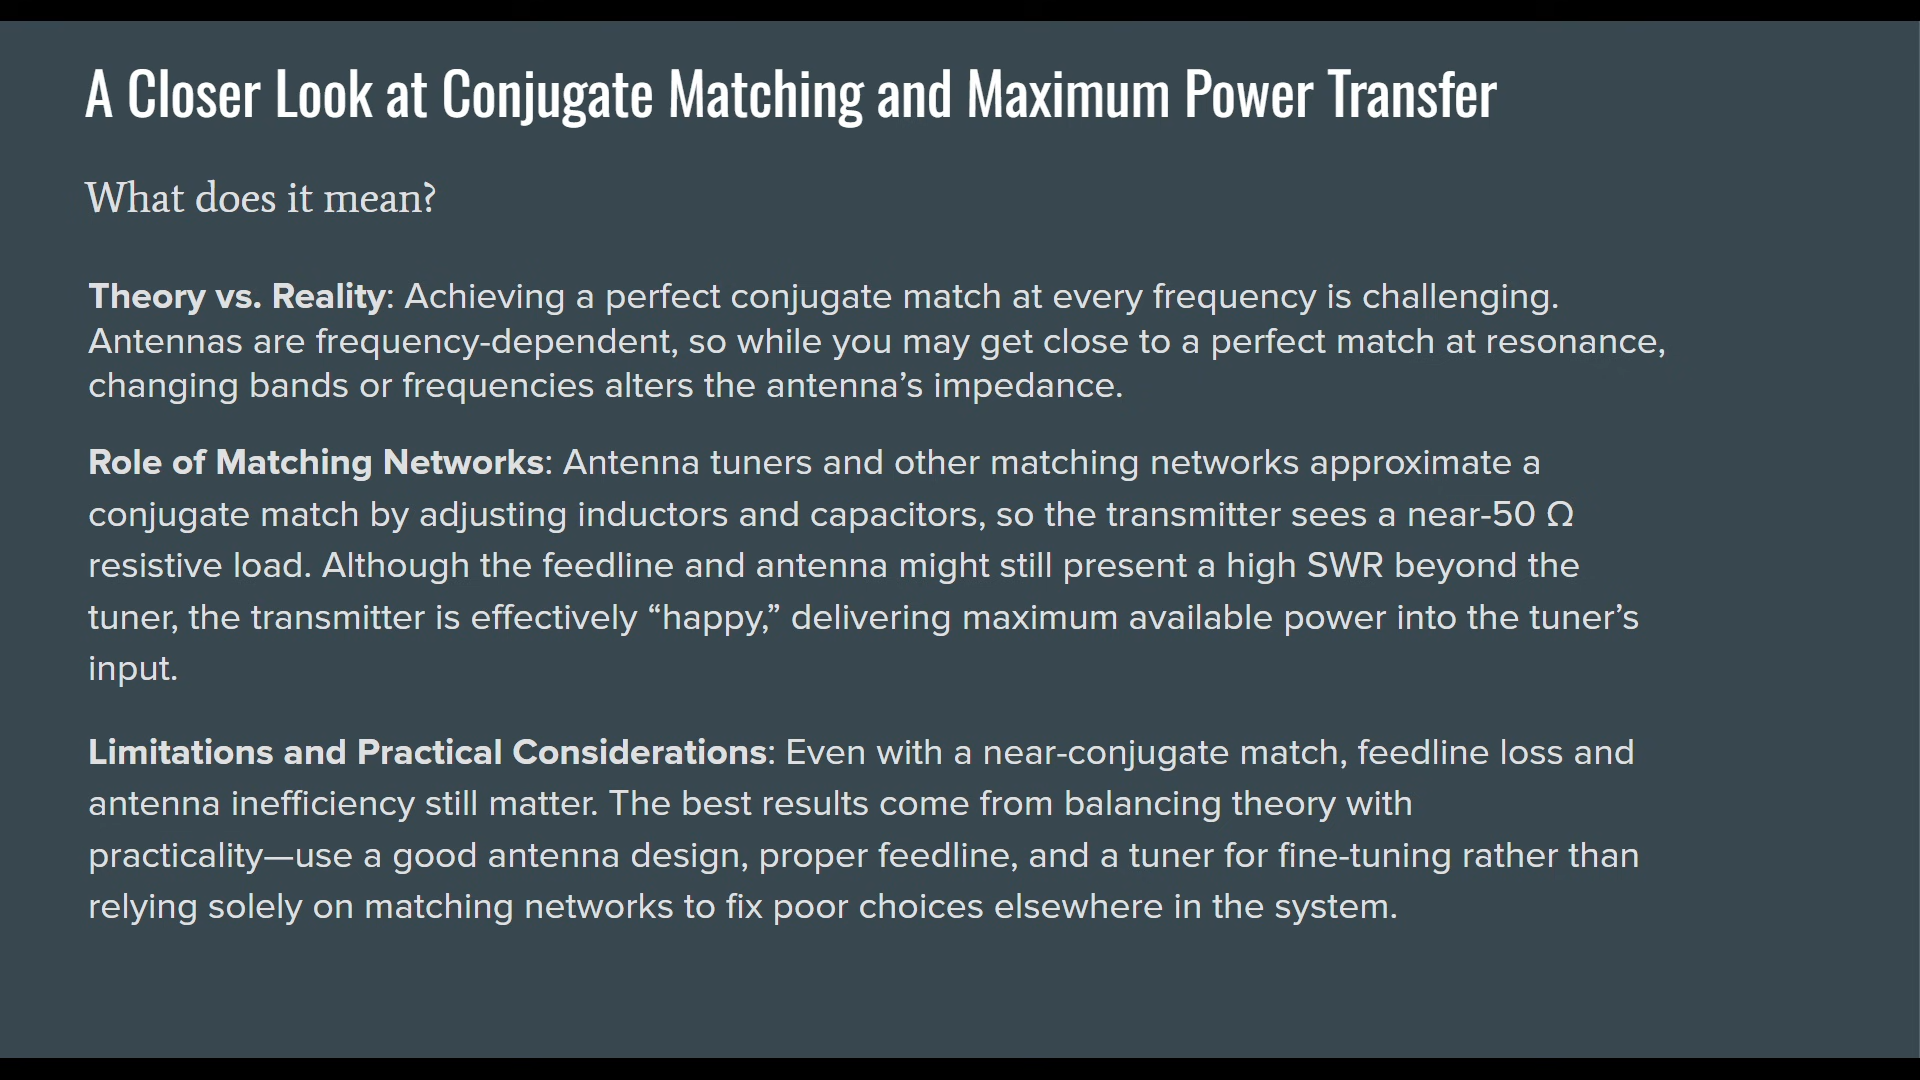 A Closer Look at Conjugate Matching and Maximum Power Transfer
What does it mean?
Theory vs. Reality: Achieving a perfect conjugate match at every frequency is challenging.
Antennas are frequency-dependent, so while you may get close to a perfect match at resonance,
changing bands or frequencies alters the antenna’s impedance.
Role of Matching Networks: Antenna tuners and other matching networks approximate a
conjugate match by adjusting inductors and capacitors, so the transmitter sees a near-50 Ω
resistive load. Although the feedline and antenna might still present a high SWR beyond the
tuner, the transmitter is effectively “happy,” delivering maximum available power into the tuner’s
input.
Limitations and Practical Considerations: Even with a near-conjugate match, feedline loss and
antenna inefficiency still matter. The best results come from balancing theory with
practicality—use a good antenna design, proper feedline, and a tuner for fine-tuning rather than
relying solely on matching networks to fix poor choices elsewhere in the system.